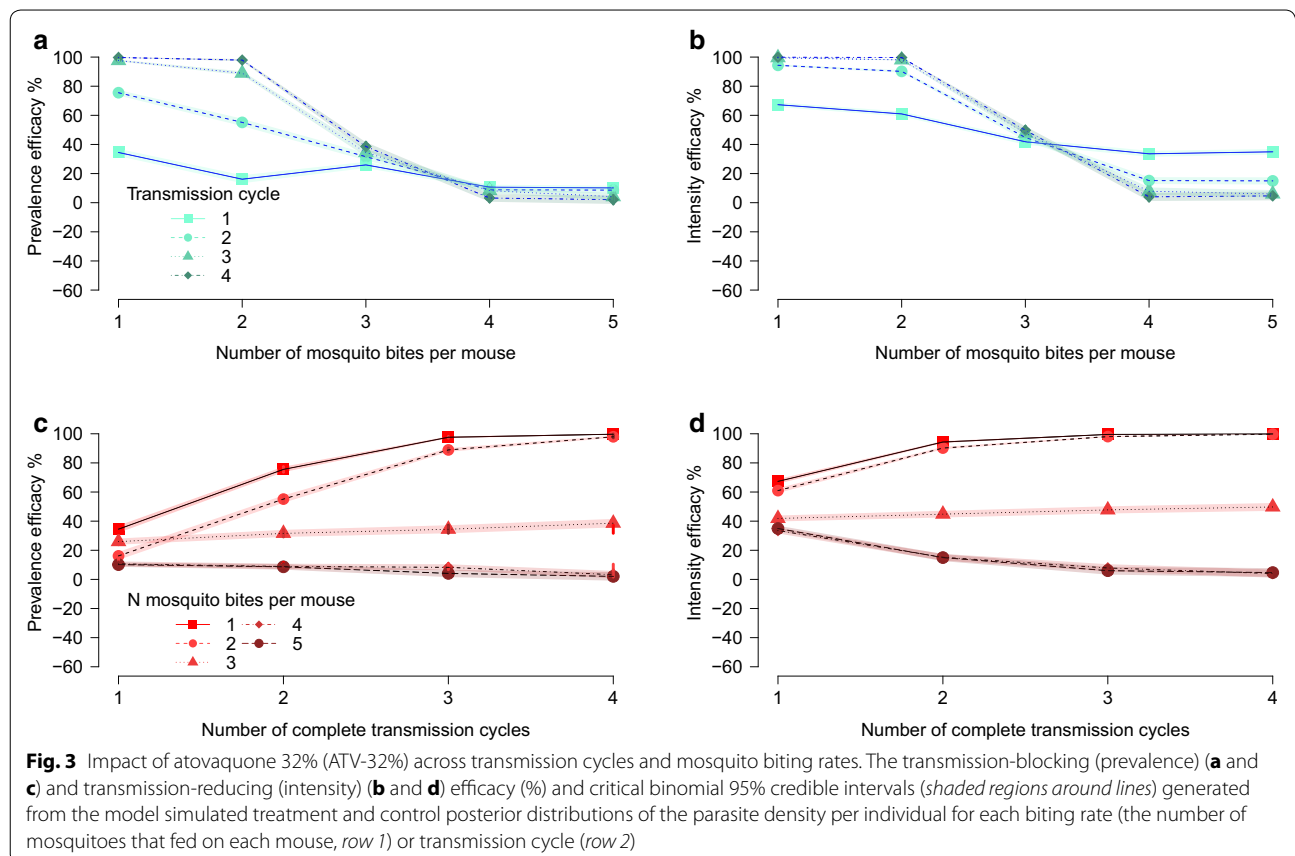 a
Prevalence efficacy %
100
80
60
40
20
0
−20
−40
−60
Transmission cycle
1
2
3
4
1 2 3 4 5
Number of mosquito bites per mouse
b
Intensity efficacy %
100
80
60
40
20
0
−20
−40
−60
1 2 3 4 5
Number of mosquito bites per mouse
c
Prevalence efficacy %
100
80
60
40
20
0
−20
−40
−60
N mosquito bites per mouse
1 4
2 5
3
1 2 3 4
Number of complete transmission cycles
d
Intensity efficacy %
100
80
60
40
20
0
−20
−40
−60
1 2 3 4
Number of complete transmission cycles
Fig. 3 Impact of atovaquone 32% (ATV-32%) across transmission cycles and mosquito biting rates. The transmission-blocking (prevalence) (a and
c) and transmission-reducing (intensity) (b and d) efficacy (%) and critical binomial 95% credible intervals (shaded regions around lines) generated
from the model simulated treatment and control posterior distributions of the parasite density per individual for each biting rate (the number of
mosquitoes that fed on each mouse, row 1) or transmission cycle (row 2)